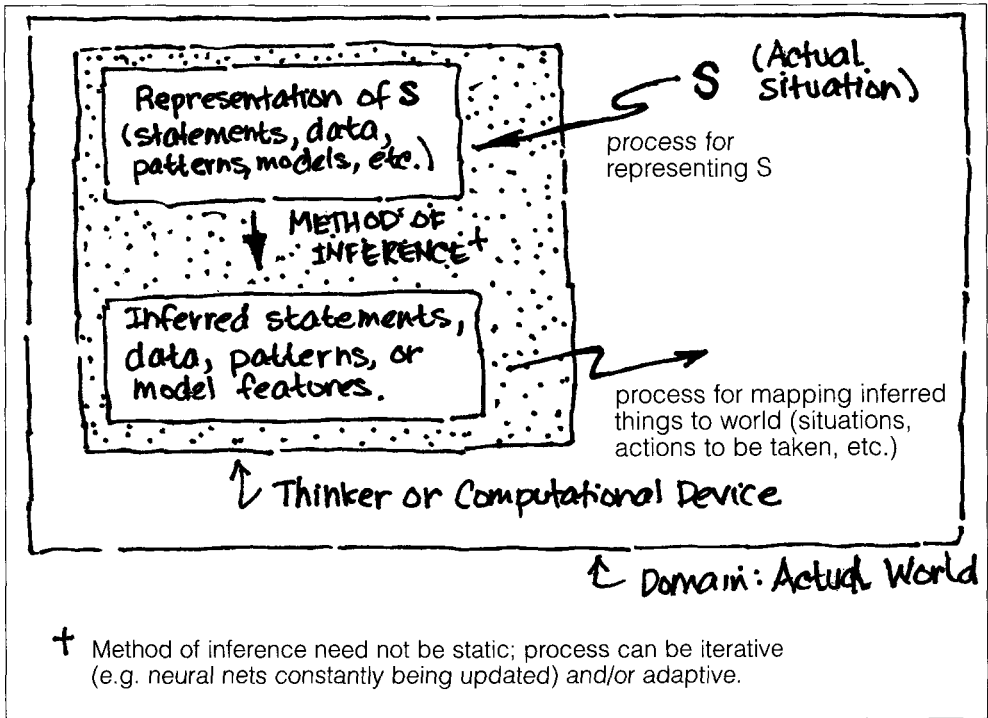 Representation of S
(statements, data,
patterns, models, etc.)
S (Actual
situation)
process for
representing S
METHOD OF
INFERENCE†
Inferred statements,
data, patterns, or
model features.
process for mapping inferred
things to world (situations,
actions to be taken, etc.)
Thinker or Computational Device
Domain: Actual World
† Method of inference need not be static; process can be iterative
(e.g. neural nets constantly being updated) and/or adaptive.